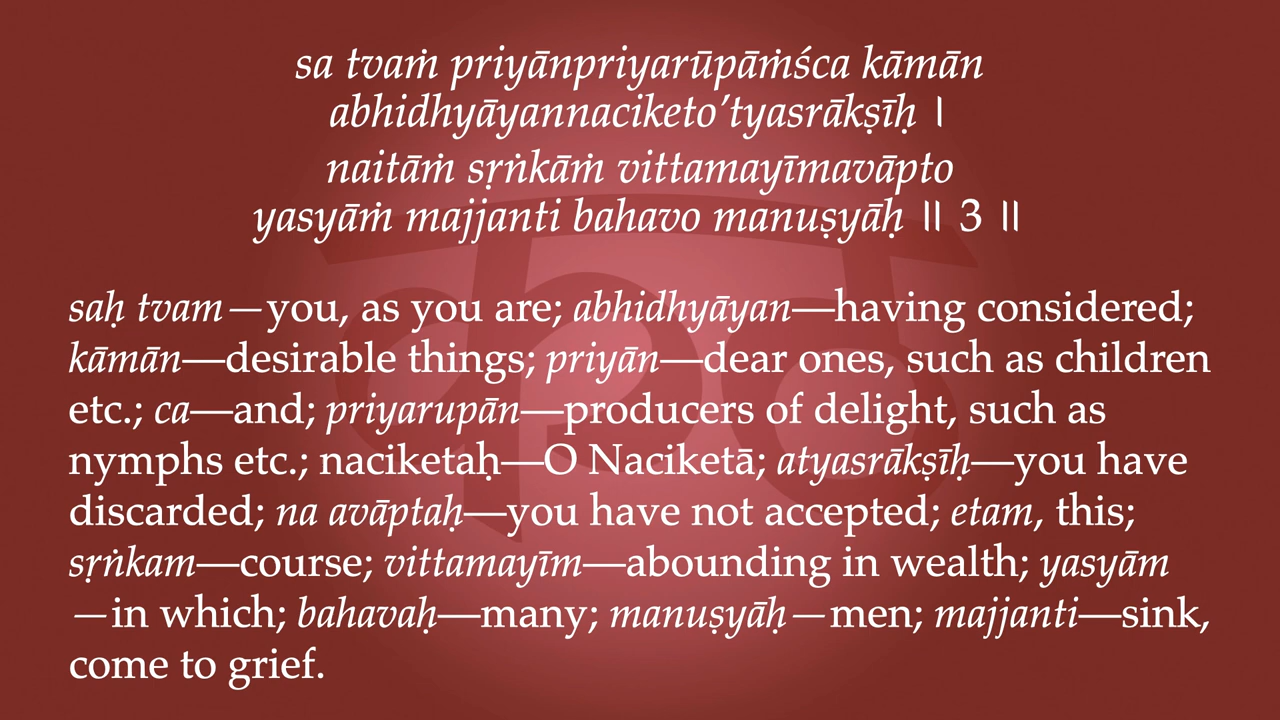 sa tvaṁ priyānpriyarūpāṁśca kāmān
abhidhyāyannaciketo’tyasrākṣīḥ ।
naitāṁ sṛṅkāṁ vittamayīmavāpto
yasyāṁ majjanti bahavo manuṣyāḥ ॥ 3 ॥
saḥ tvam—you, as you are; abhidhyāyan—having considered;
kāmān—desirable things; priyān—dear ones, such as children
etc.; ca—and; priyarupān—producers of delight, such as
nymphs etc.; naciketaḥ—O Naciketā; atyasrākṣīḥ—you have
discarded; na avāptaḥ—you have not accepted; etam, this;
sṛṅkam—course; vittamayīm—abounding in wealth; yasyām
—in which; bahavaḥ—many; manuṣyāḥ—men; majjanti—sink,
come to grief.
कठ